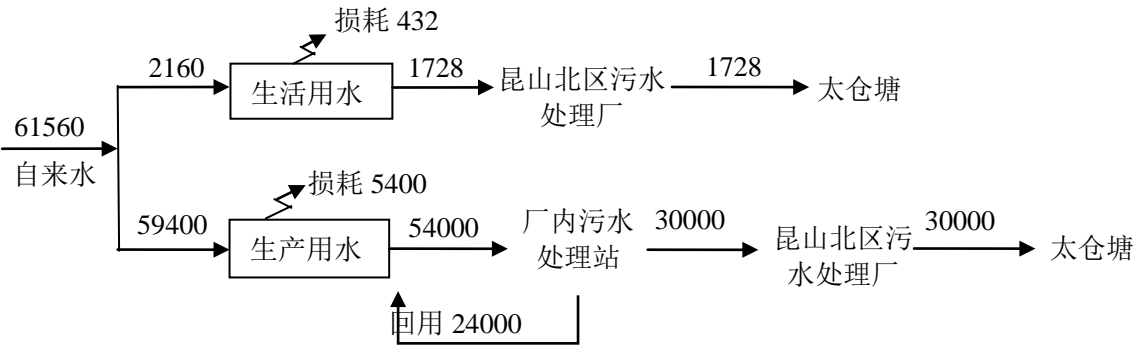 损耗 432
2160
生活用水
1728
昆山北区污水
处理厂
1728
太仓塘
61560
自来水
损耗 5400
59400
生产用水
54000
厂内污水
处理站
30000
昆山北区污
水处理厂
30000
太仓塘
回用 24000